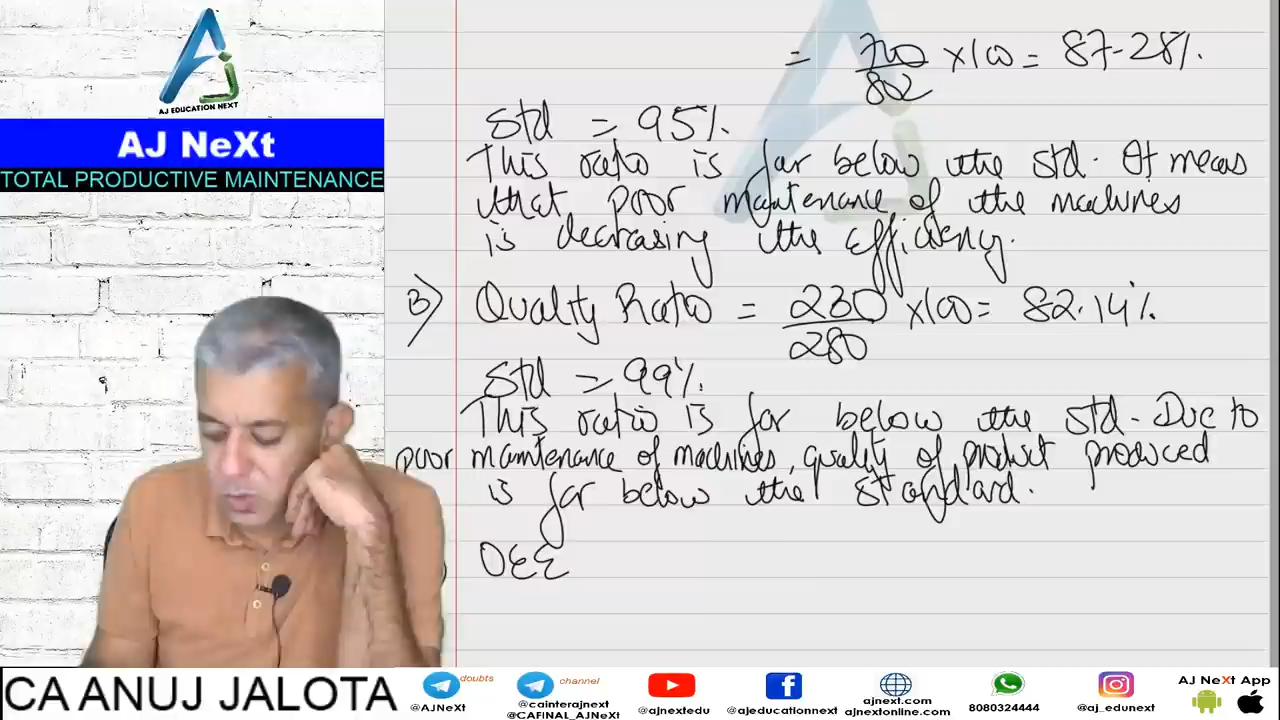 AJ EDUCATION NEXT
AJ NeXt
TOTAL PRODUCTIVE MAINTENANCE
= 700/802 ×100 = 87.28%.
Std = 95%.
This ratio is far below the std. It means
that poor maintenance of the machines
is decreasing the efficiency.
3) Quality Ratio = 230/280 ×100 = 82.14%.
Std = 99%.
This ratio is far below the std. Due to
poor maintenance of machines, quality of product produced
is far below the standard.
OEE
CA ANUJ JALOTA
doubts
@AJNeXt
channel
@cainterajnext
@CAFINAL_AJNeXt
@ajnextedu
@ajeducationnext
ajnext.com
ajnextonline.com
8080324444
@aj_edunext
AJ NeXt App